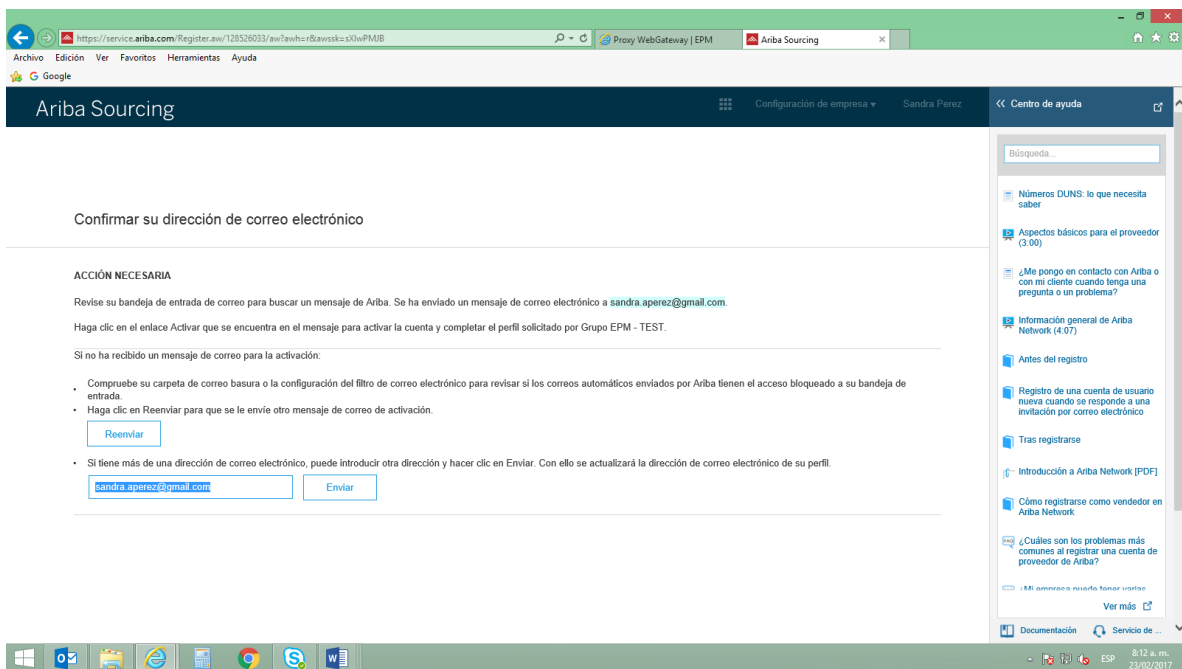 https://service.ariba.com/Register.aw/128526033/aw?awh=r&awssk=sXIwPMJB
Proxy WebGateway | EPM
Ariba Sourcing
Archivo Edición Ver Favoritos Herramientas Ayuda
Google
Ariba Sourcing
Configuración de empresa
Sandra Perez
Centro de ayuda
Búsqueda...
Confirmar su dirección de correo electrónico
ACCIÓN NECESARIA
Revise su bandeja de entrada de correo para buscar un mensaje de Ariba. Se ha enviado un mensaje de correo electrónico a sandra.aperez@gmail.com.
Haga clic en el enlace Activar que se encuentra en el mensaje para activar la cuenta y completar el perfil solicitado por Grupo EPM - TEST.
Si no ha recibido un mensaje de correo para la activación:
Compruebe su carpeta de correo basura o la configuración del filtro de correo electrónico para revisar si los correos automáticos enviados por Ariba tienen el acceso bloqueado a su bandeja de
entrada.
Haga clic en Reenviar para que se le envíe otro mensaje de correo de activación.
Reenviar
Si tiene más de una dirección de correo electrónico, puede introducir otra dirección y hacer clic en Enviar. Con ello se actualizará la dirección de correo electrónico de su perfil.
sandra.aperez@gmail.com
Enviar
Números DUNS: lo que necesita
saber
Aspectos básicos para el proveedor
(3:00)
¿Me pongo en contacto con Ariba o
con mi cliente cuando tenga una
pregunta o un problema?
Información general de Ariba
Network (4:07)
Antes del registro
Registro de una cuenta de usuario
nueva cuando se responde a una
invitación por correo electrónico
Tras registrarse
Introducción a Ariba Network [PDF]
Cómo registrarse como vendedor en
Ariba Network
FAQ
¿Cuáles son los problemas más
comunes al registrar una cuenta de
proveedor de Ariba?
¿Mi empresa puede tener varias
Ver más
Documentación
Servicio de ...
ESP
8:12 a. m.
23/02/2017